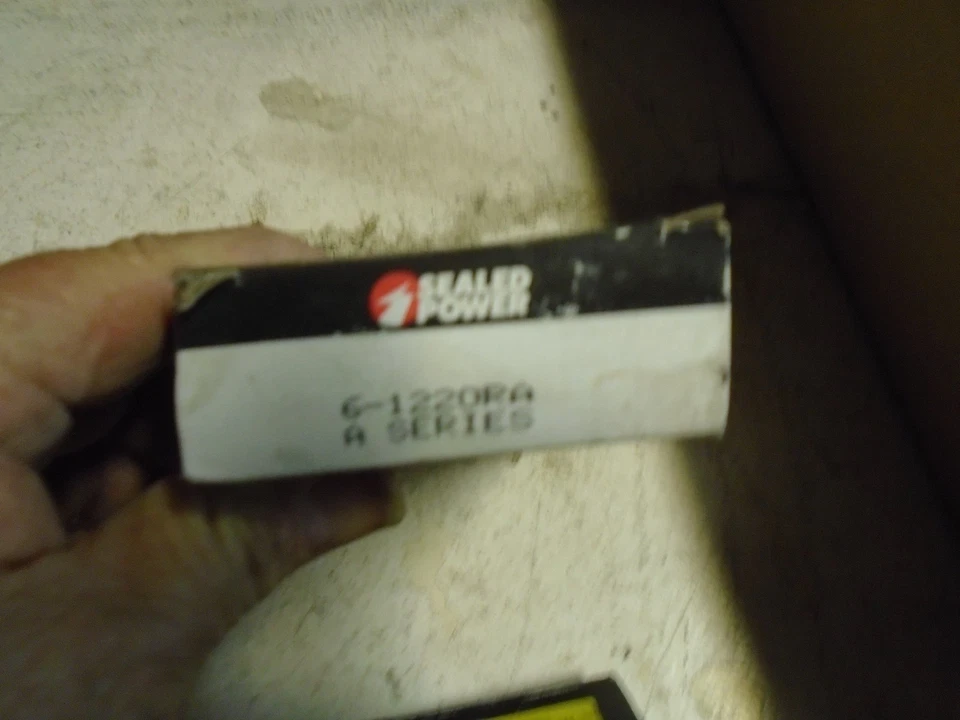 SEALED
POWER
6-1220RA
A SERIES